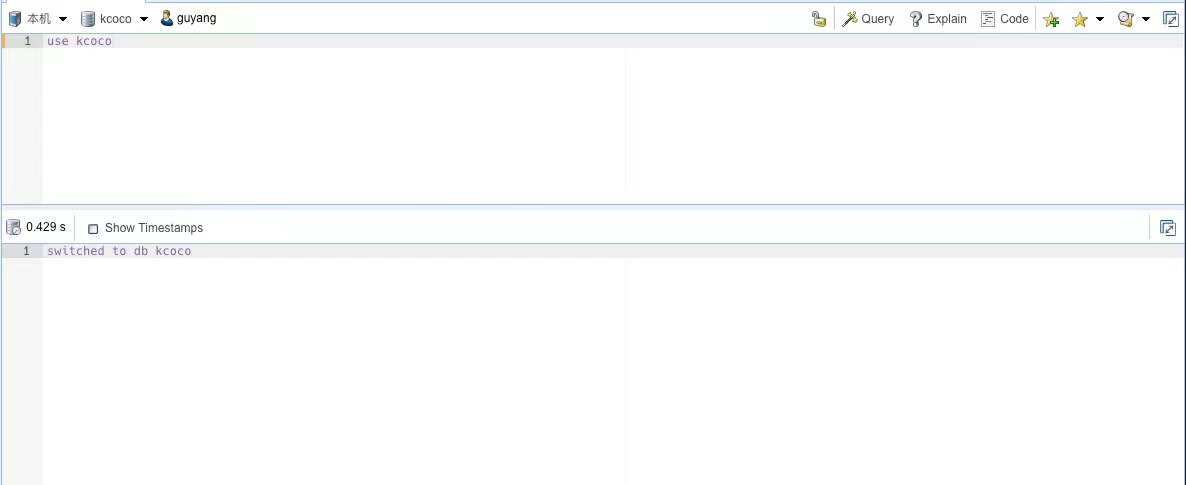 本机 kcoco guyang Query Explain Code
1 use kcoco
0.429 s Show Timestamps
1 switched to db kcoco